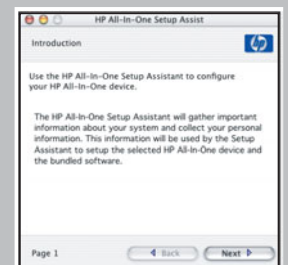 HP All-In-One Setup Assist
Introduction
hp
Use the HP All-In-One Setup Assistant to configure
your HP All-In-One device.
The HP All-In-One Setup Assistant will gather important
information about your system and collect your personal
information. This information will be used by the Setup
Assistant to setup the selected HP All-In-One device and
the bundled software.
Page 1
Back
Next